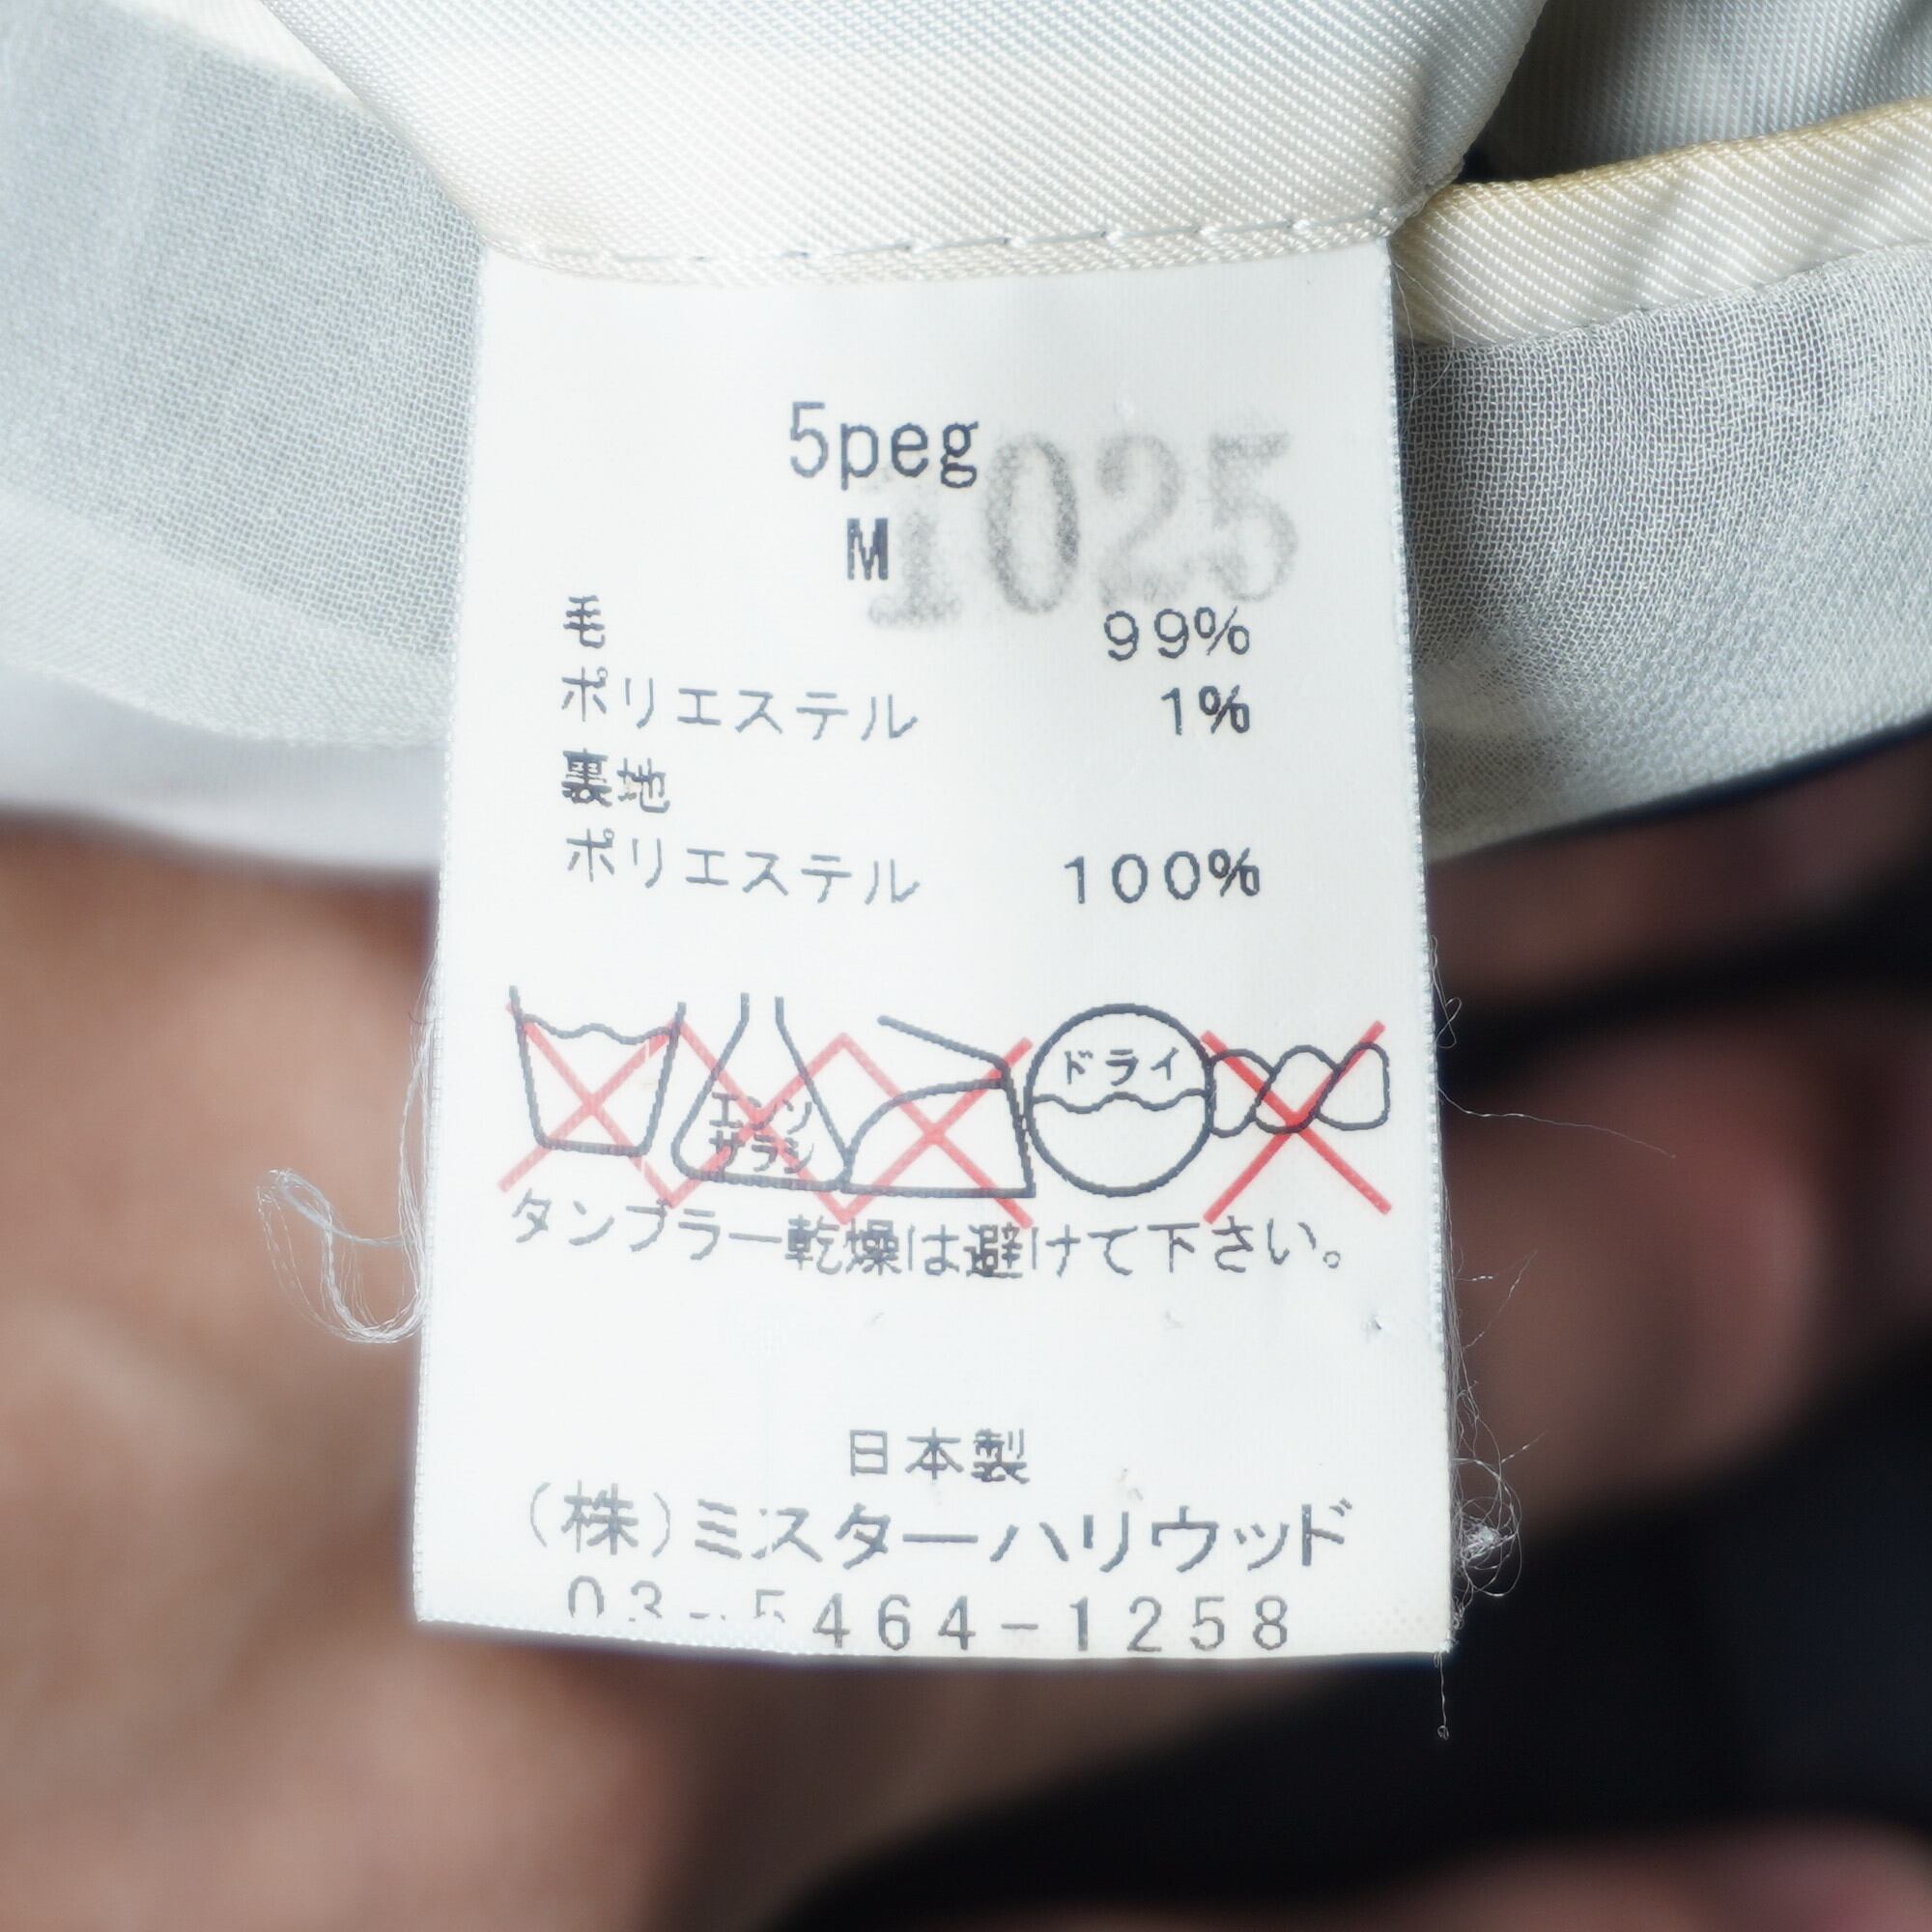 5peg
1025
M
毛 99%
ポリエステル 1%
裏地
ポリエステル 100%
エンソ
サラシ
ドライ
タンブラー乾燥は避けて下さい。
日本製
(株)ミスターハリウッド
03-5464-1258